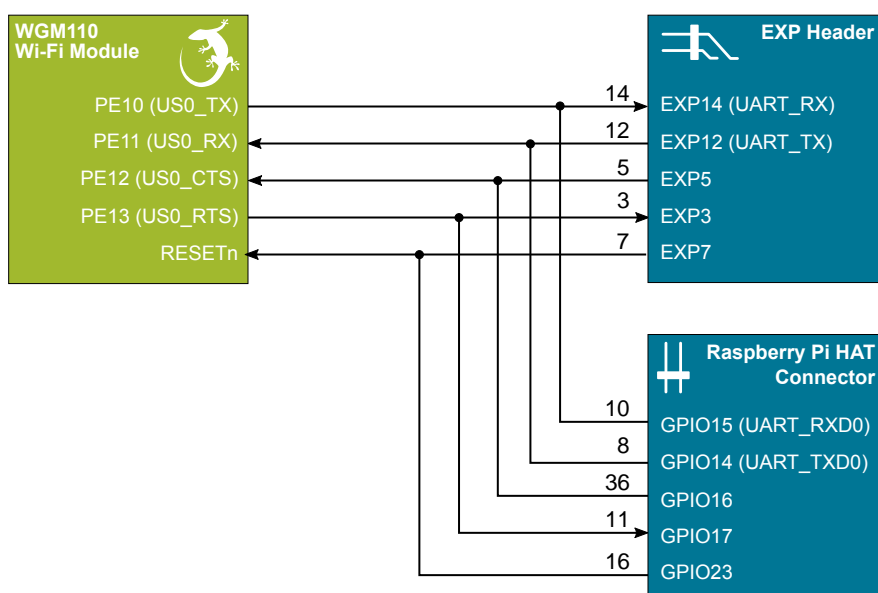 WGM110
Wi-Fi Module
PE10 (US0_TX)
PE11 (US0_RX)
PE12 (US0_CTS)
PE13 (US0_RTS)
RESETn
14
12
5
3
7
EXP Header
EXP14 (UART_RX)
EXP12 (UART_TX)
EXP5
EXP3
EXP7
10
8
36
11
16
Raspberry Pi HAT
Connector
GPIO15 (UART_RXD0)
GPIO14 (UART_TXD0)
GPIO16
GPIO17
GPIO23